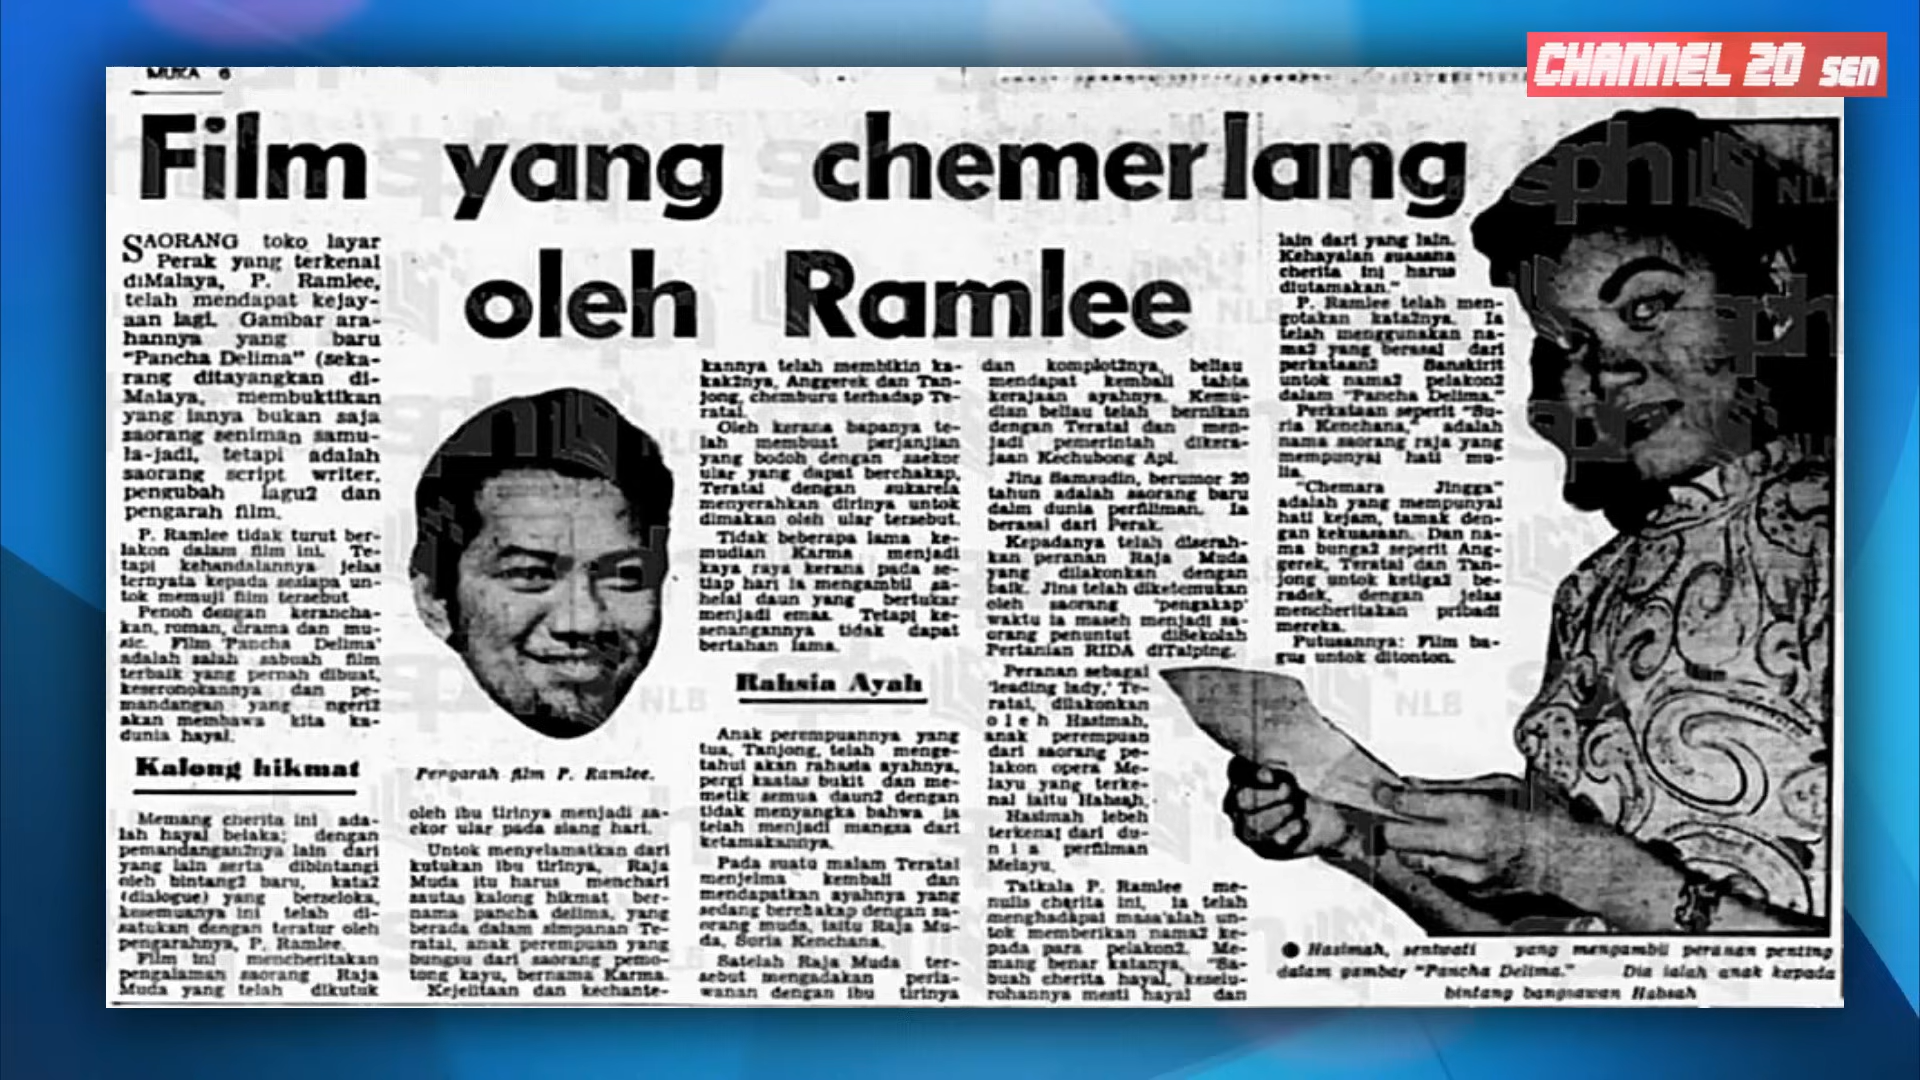 CHANNEL 20 SEN
MUKA 6
Film yang chemerlang
oleh Ramlee
SAORANG toko layar
Perak yang terkenal
diMalaya, P. Ramlee,
telah mendapat kejay-
aan lagi. Gambar ara-
hannya yang baru
"Pancha Delima" (seka-
rang ditayangkan di-
Malaya, membuktikan
yang ianya bukan saja
saorang seniman samu-
la-jadi, tetapi adalah
saorang script writer,
pengubah lagu2 dan
pengarah film.
P. Ramlee tidak turut ber-
lakon dalam film ini. Te-
tapi kehandalannya jelas
ternyata kepada sesiapa un-
tok memuji film tersebut
Penoh dengan kerancha-
kan, roman, drama dan mu-
sic. Film 'Pancha Delima'
adalah salah sabuah film
terbaik yang pernah dibuat,
keseronokannya dan pe-
mandangan yang ngeri2
akan membawa kita ka-
dunia hayal.
Kalong hikmat
Memang cherita ini ada-
lah hayal belaka; dengan
pemandangan2nya lain dari
yang lain serta dibintangi
oleh bintang2 baru, kata2
(dialogue) yang berseloka,
kesemuanya ini telah di-
satukan dengan teratur oleh
pengarahnya, P. Ramlee.
Film ini mencheritakan
pengalaman saorang Raja
Muda yang telah dikutuk
Pengarah film P. Ramlee.
oleh ibu tirinya menjadi sa-
ekor ular pada siang hari.
Untok menyelamatkan dari
kutukan ibu tirinya, Raja
Muda itu harus menchari
sautas kalong hikmat ber-
nama pancha delima, yang
berada dalam simpanan Te-
ratai, anak perempuan yang
bungsu dari saorang pemo-
tong kayu, bernama Karma.
Kejelitaan dan kechante-
kannya telah membikin ka-
kak2nya, Anggerek dan Tan-
jong, chemburu terhadap Te-
ratai.
Oleh kerana bapanya te-
lah membuat perjanjian
yang bodoh dengan saekor
ular yang dapat berchakap,
Teratai dengan sukarela
menyerahkan dirinya untok
dimakan oleh ular tersebut.
Tidak beberapa lama ke-
mudian Karma menjadi
kaya raya kerana pada se-
tiap hari ia mengambil sa-
helai daun yang bertukar
menjadi emas. Tetapi ke-
senangannya tidak dapat
bertahan lama.
Rahsia Ayah
Anak perempuannya yang
tua, Tanjong, telah menge-
tahui akan rahasia ayahnya,
pergi kaatas bukit dan me-
metik semua daun2 dengan
tidak menyangka bahwa ia
telah menjadi mangsa dari
ketamakannya.
Pada suatu malam Teratai
menjelma kembali dan
mendapatkan ayahnya yang
sedang berchakap dengan sa-
orang muda, iaitu Raja Mu-
da, Soria Kenchana.
Satelah Raja Muda ter-
sebut mengadakan perla-
wanan dengan ibu tirinya
dan komplot2nya, beliau
mendapat kembali tahta
kerajaan ayahnya. Kemu-
dian beliau telah bernikah
dengan Teratai dan men-
jadi pemerintah dikera-
jaan Kechubong Api.
Jins Samsudin, berumor 20
tahun adalah saorang baru
dalm dunia perfiliman. Ia
berasal dari Perak.
Kepadanya telah diserah-
kan peranan Raja Muda
yang dilakonkan dengan
baik. Jins telah diketemukan
oleh saorang 'pengakap'
waktu ia maseh menjadi sa-
orang penuntut diSekolah
Pertanian RIDA diTaiping.
Peranan sebagai
'leading lady,' Te-
ratai, dilakonkan
oleh Hasimah,
anak perempuan
dari saorang pe-
lakon opera Me-
layu yang terke-
nal iaitu Habsah.
Hasimah lebeh
terkenal dari du-
nia perfilman
Melayu.
Tatkala P. Ramlee me-
nulis cherita ini, ia telah
menghadapai masa'alah un-
tok memberikan nama2 ke-
pada para pelakon2. Me-
mang benar katanya, "Sa-
buah cherita hayal, keselu-
rohannya mesti hayal dan
lain dari yang lain.
Kehayalan suasana
cherita ini harus
diutamakan."
P. Ramlee telah men-
gotakan kata2nya. Ia
telah menggunakan na-
ma2 yang berasal dari
perkataan2 Sanskirit
untok nama2 pelakon2
dalam "Pancha Delima."
Perkataan seperit "Su-
ria Kenchana," adalah
nama saorang raja yang
mempunyai hati mu-
lia.
"Chemara Jingga"
adalah yang mempunyai
hati kejam, tamak den-
gan kekuasaan. Dan na-
ma bunga2 seperit Ang-
gerek, Teratai dan Tan-
jong untok ketiga2 be-
radek, dengan jelas
mencheritakan pribadi
mereka.
Putusannya: Film ba-
gus untok ditonton.
● Hasimah, seniwati yang mengambil peranan penting
dalam gambar "Pancha Delima." Dia ialah anak kepada
bintang bangsawan Habsah
sph NLB